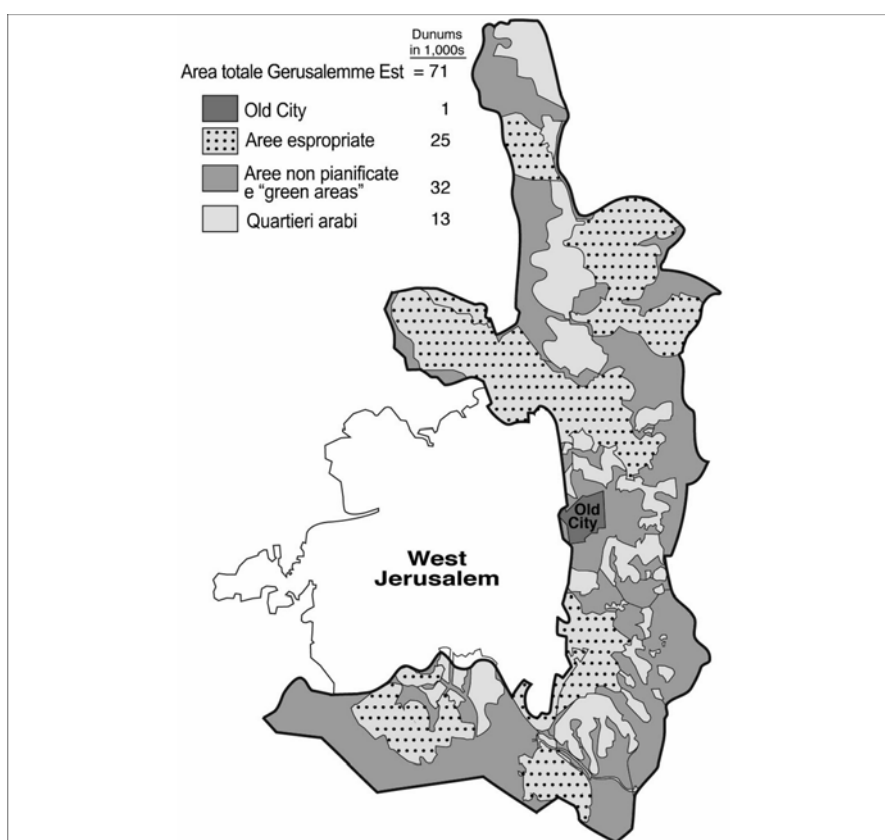 Dunums
in 1,000s
Area totale Gerusalemme Est = 71
Old City 1
Aree espropriate 25
Aree non pianificate
e “green areas” 32
Quartieri arabi 13
Old
City
West
Jerusalem